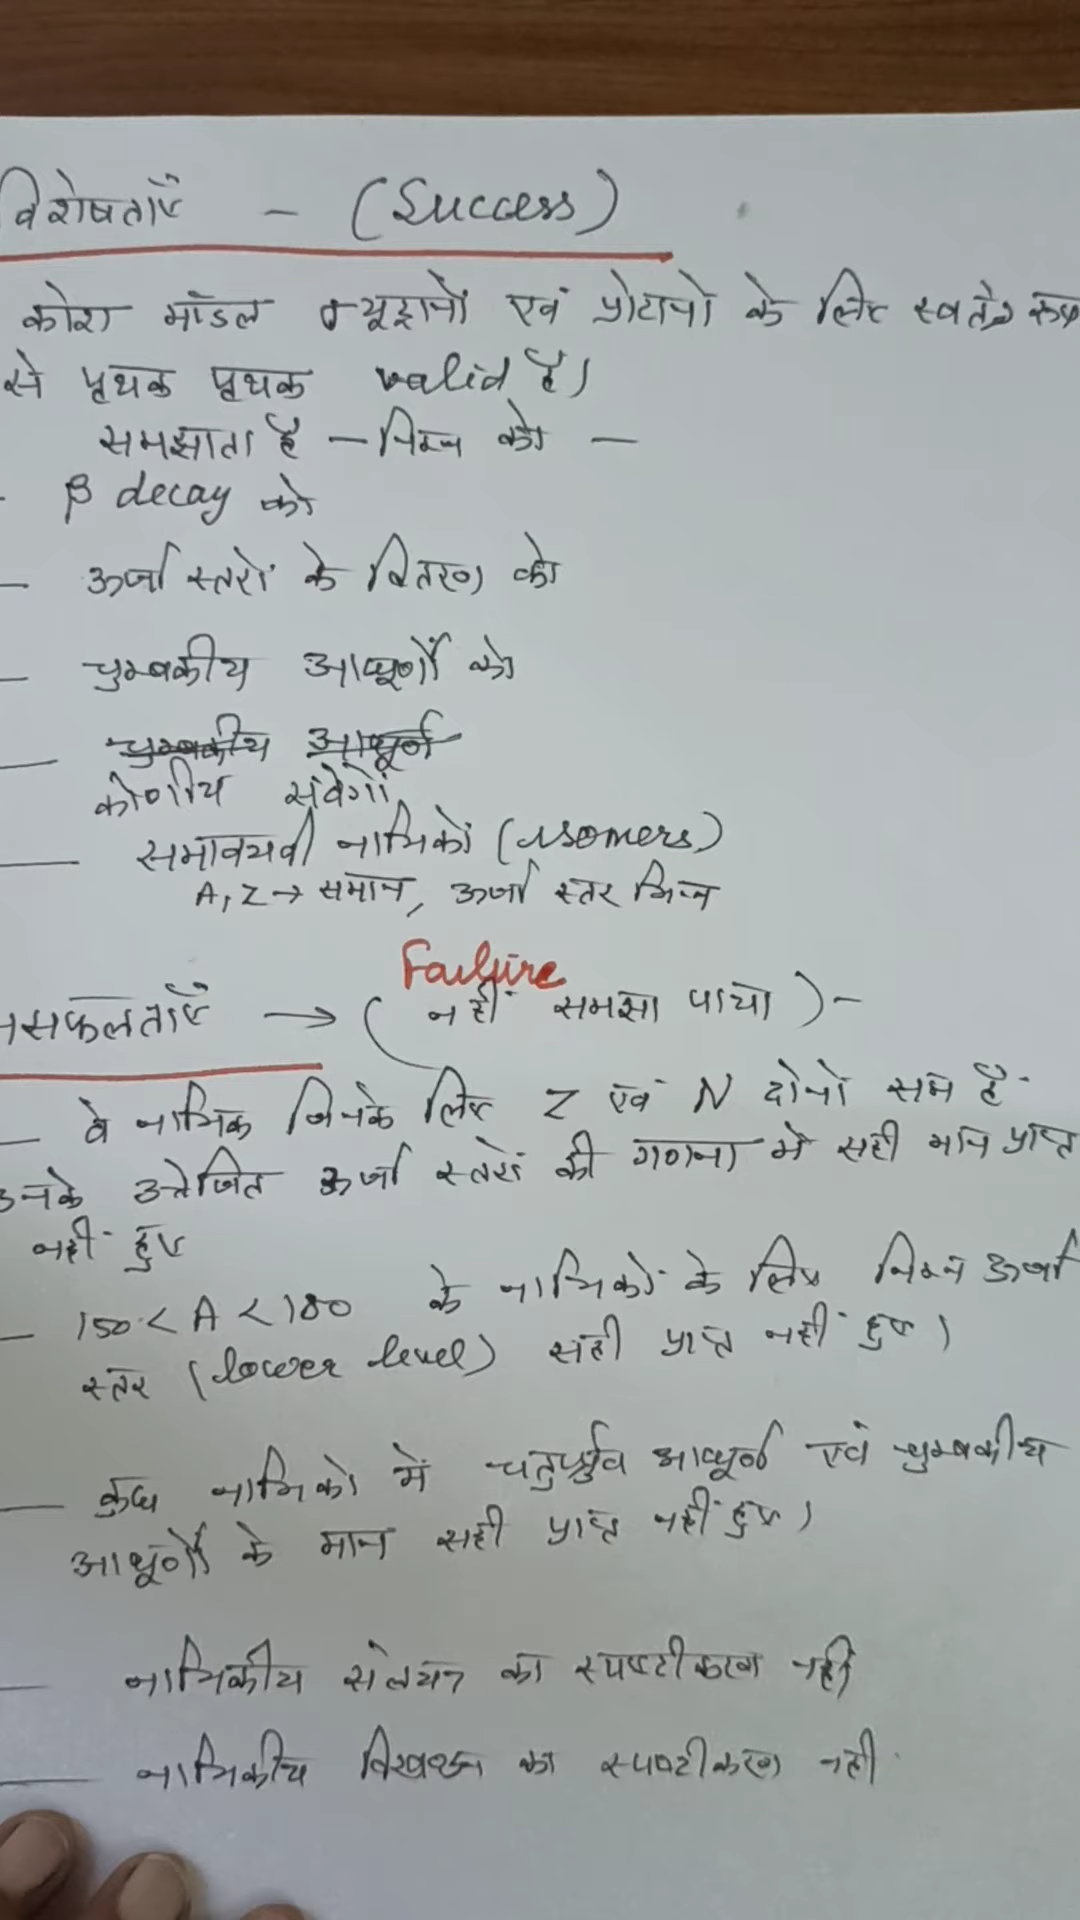 विशेषताएँ - (Success)
कोश मॉडल न्यूट्रानों एवं प्रोटानो के लिए स्वतंत्र रूप
से पृथक पृथक valid है।
समझाता है - निम्न को -
- β decay को
- ऊर्जा स्तरों के वितरण को
- चुम्बकीय आघूर्णों को
- चुम्बकीय आघूर्ण
कोणीय संवेगों
- समावयवी नाभिकों (isomers)
A, Z → समान, ऊर्जा स्तर भिन्न
Failure
सफलताएँ → ( नहीं समझा पाया ) -
- वे नाभिक जिनके लिए Z एवं N दोनों सम है
उनके उत्तेजित ऊर्जा स्तरों की गणना में सही मान प्राप्त
नहीं हुए
- 150 < A < 180 के नाभिकों के लिए निम्न ऊर्जा
स्तर (lower level) सही प्राप्त नहीं हुए।
- कुछ नाभिको में चतुर्ध्रुव आघूर्ण एवं चुम्बकीय
आघूर्णों के मान सही प्राप्त नहीं हुए।
- नाभिकीय संलयन का स्पष्टीकरण नहीं
- नाभिकीय विखण्डन का स्पष्टीकरण नहीं